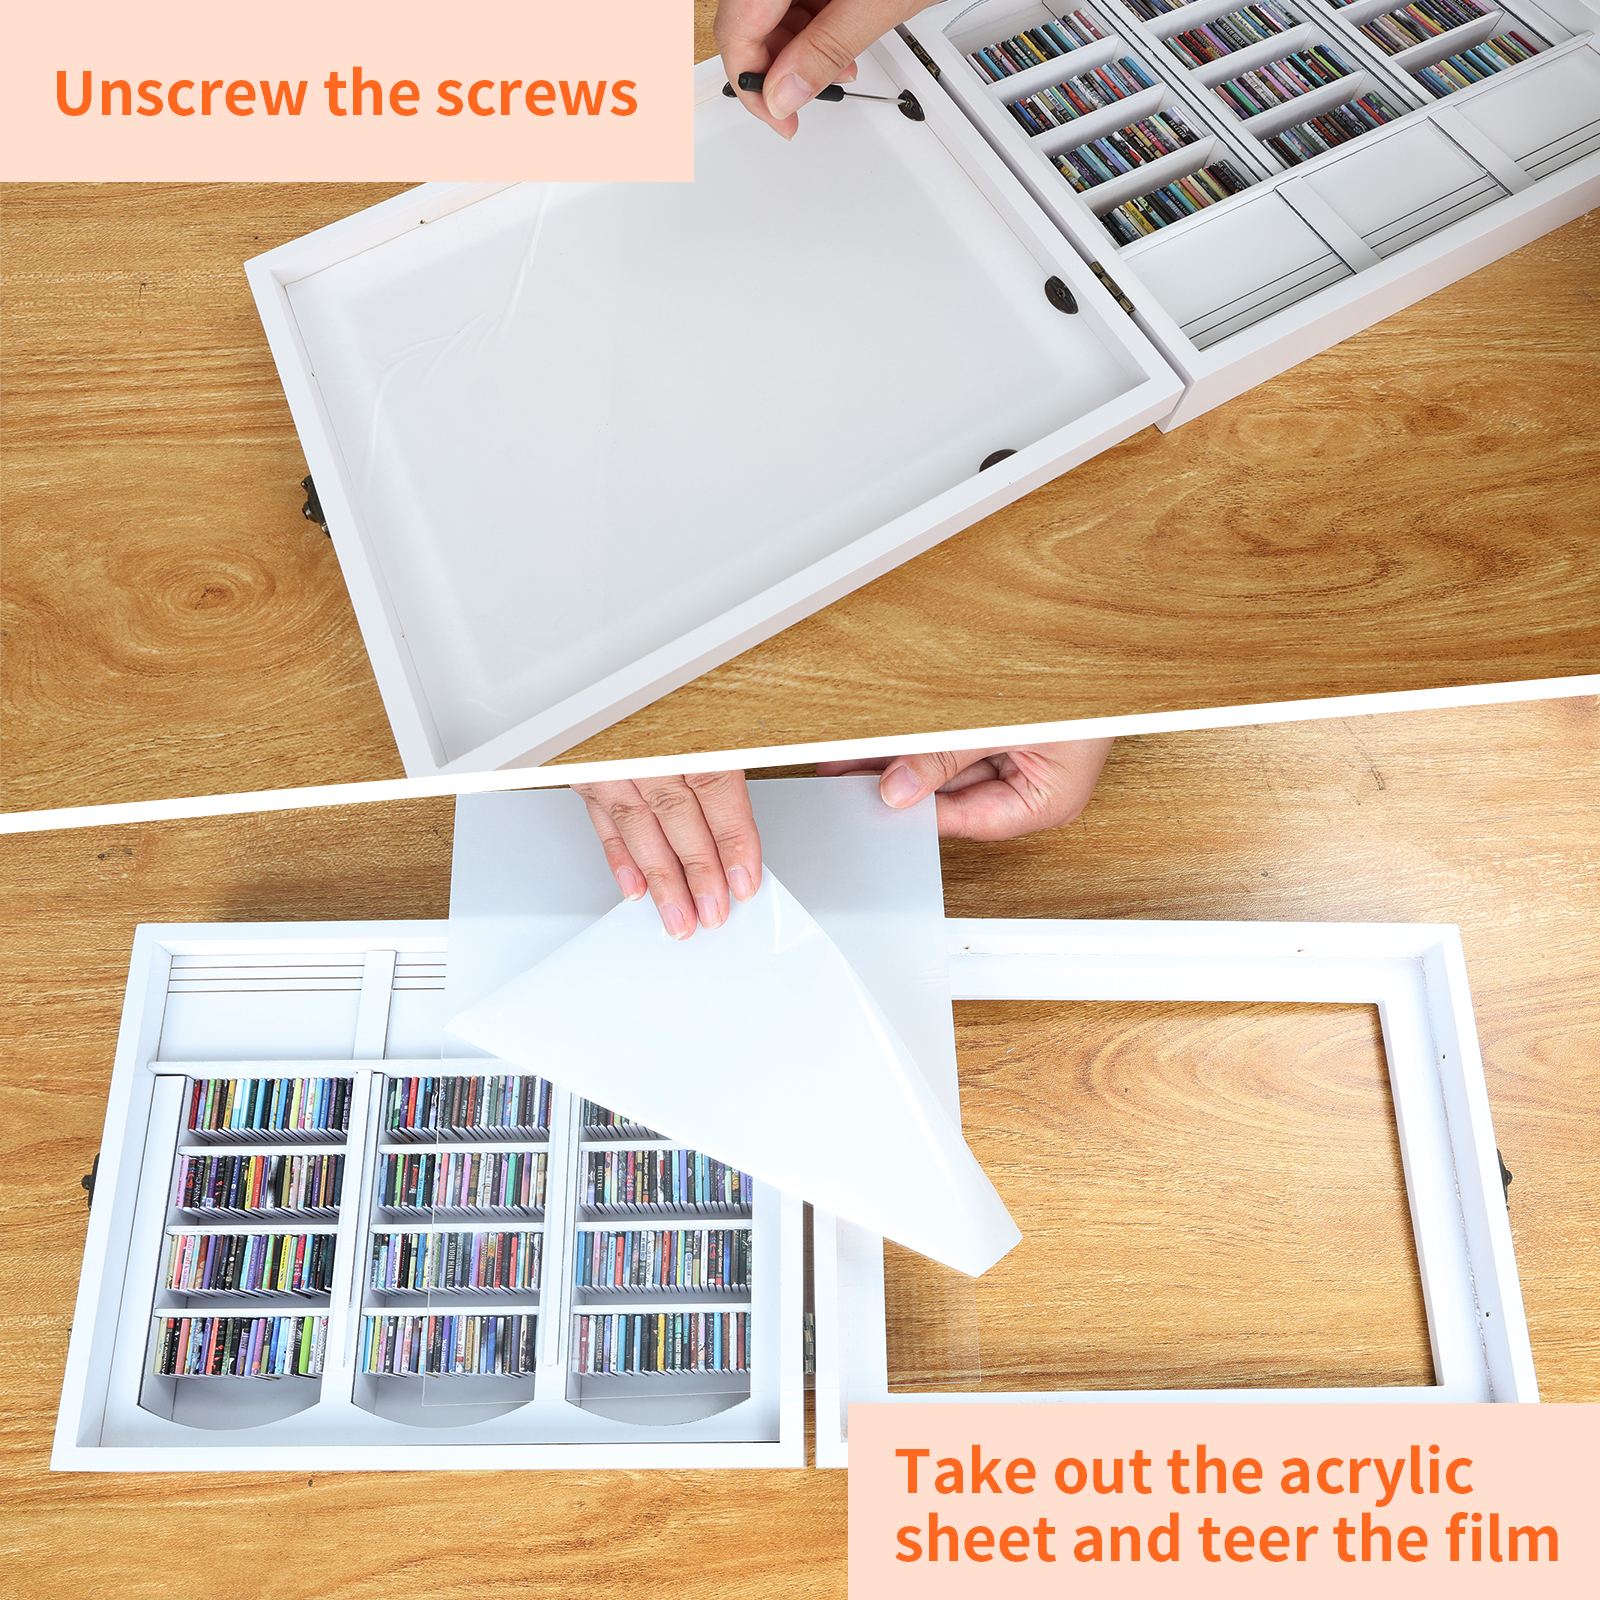 Unscrew the screws
Take out the acrylic
sheet and teer the film